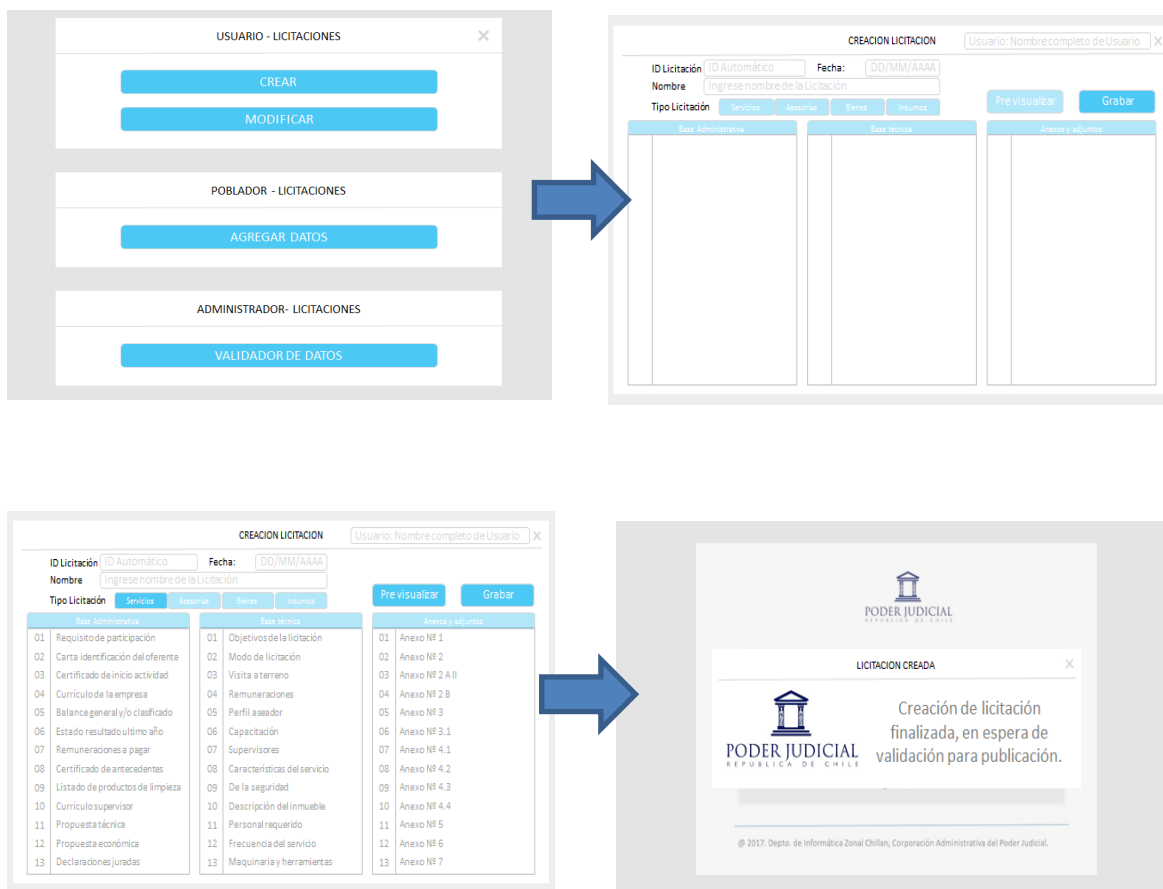 USUARIO - LICITACIONES
CREAR
MODIFICAR
POBLADOR - LICITACIONES
AGREGAR DATOS
ADMINISTRADOR- LICITACIONES
VALIDADOR DE DATOS
CREACION LICITACION Usuario: Nombre completo de Usuario X
ID Licitación ID Automático Fecha: DD/MM/AAAA
Nombre Ingrese nombre de la Licitación
Tipo Licitación Servicios Asesorias Bienes Insumos Pre visualizar Grabar
Base Administrativa Base técnica Anexos y adjuntos
CREACION LICITACION Usuario: Nombre completo de Usuario X
ID Licitación ID Automático Fecha: DD/MM/AAAA
Nombre Ingrese nombre de la Licitación
Tipo Licitación Servicios Asesorias Bienes Insumos Pre visualizar Grabar
Base Administrativa Base técnica Anexos y adjuntos
01 Requisito de participación 01 Objetivos de la licitación 01 Anexo Nº 1
02 Carta identificación del oferente 02 Modo de licitación 02 Anexo Nº 2
03 Certificado de inicio actividad 03 Visita a terreno 03 Anexo Nº 2 A II
04 Currículo de la empresa 04 Remuneraciones 04 Anexo Nº 2 B
05 Balance general y/o clasificado 05 Perfil aseador 05 Anexo Nº 3
06 Estado resultado ultimo año 06 Capacitación 06 Anexo Nº 3.1
07 Remuneraciones a pagar 07 Supervisores 07 Anexo Nº 4.1
08 Certificado de antecedentes 08 Características del servicio 08 Anexo Nº 4.2
09 Listado de productos de limpieza 09 De la seguridad 09 Anexo Nº 4.3
10 Currículo supervisor 10 Descripción del inmueble 10 Anexo Nº 4.4
11 Propuesta técnica 11 Personal requerido 11 Anexo Nº 5
12 Propuesta económica 12 Frecuencia del servicio 12 Anexo Nº 6
13 Declaraciones juradas 13 Maquinaria y herramientas 13 Anexo Nº 7
PODER JUDICIAL
REPUBLICA DE CHILE
LICITACION CREADA X
PODER JUDICIAL
REPUBLICA DE CHILE
Creación de licitación
finalizada, en espera de
validación para publicación.
@ 2017. Depto. de Informática Zonal Chillan, Corporación Administrativa del Poder Judicial.